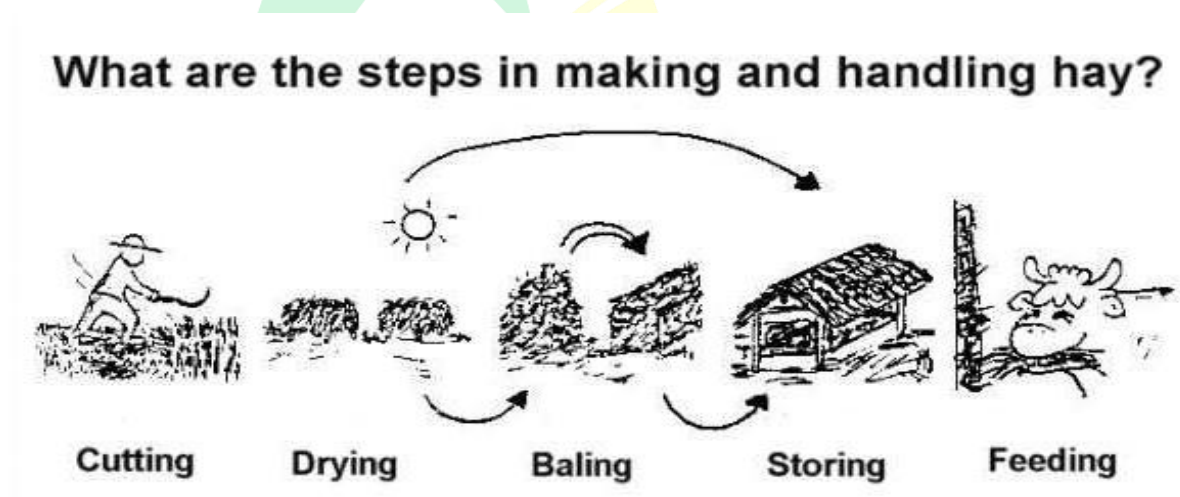 What are the steps in making and handling hay?
Cutting Drying Baling Storing Feeding